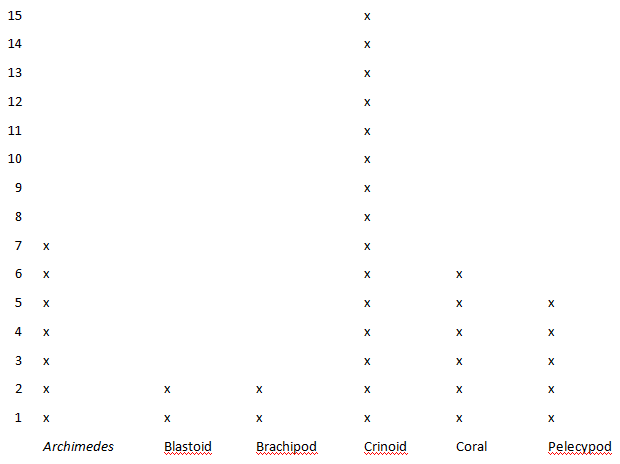 15 x
14 x
13 x
12 x
11 x
10 x
9 x
8 x
7 x x
6 x x x
5 x x x x
4 x x x x
3 x x x x
2 x x x x x x
1 x x x x x x
Archimedes Blastoid Brachipod Crinoid Coral Pelecypod